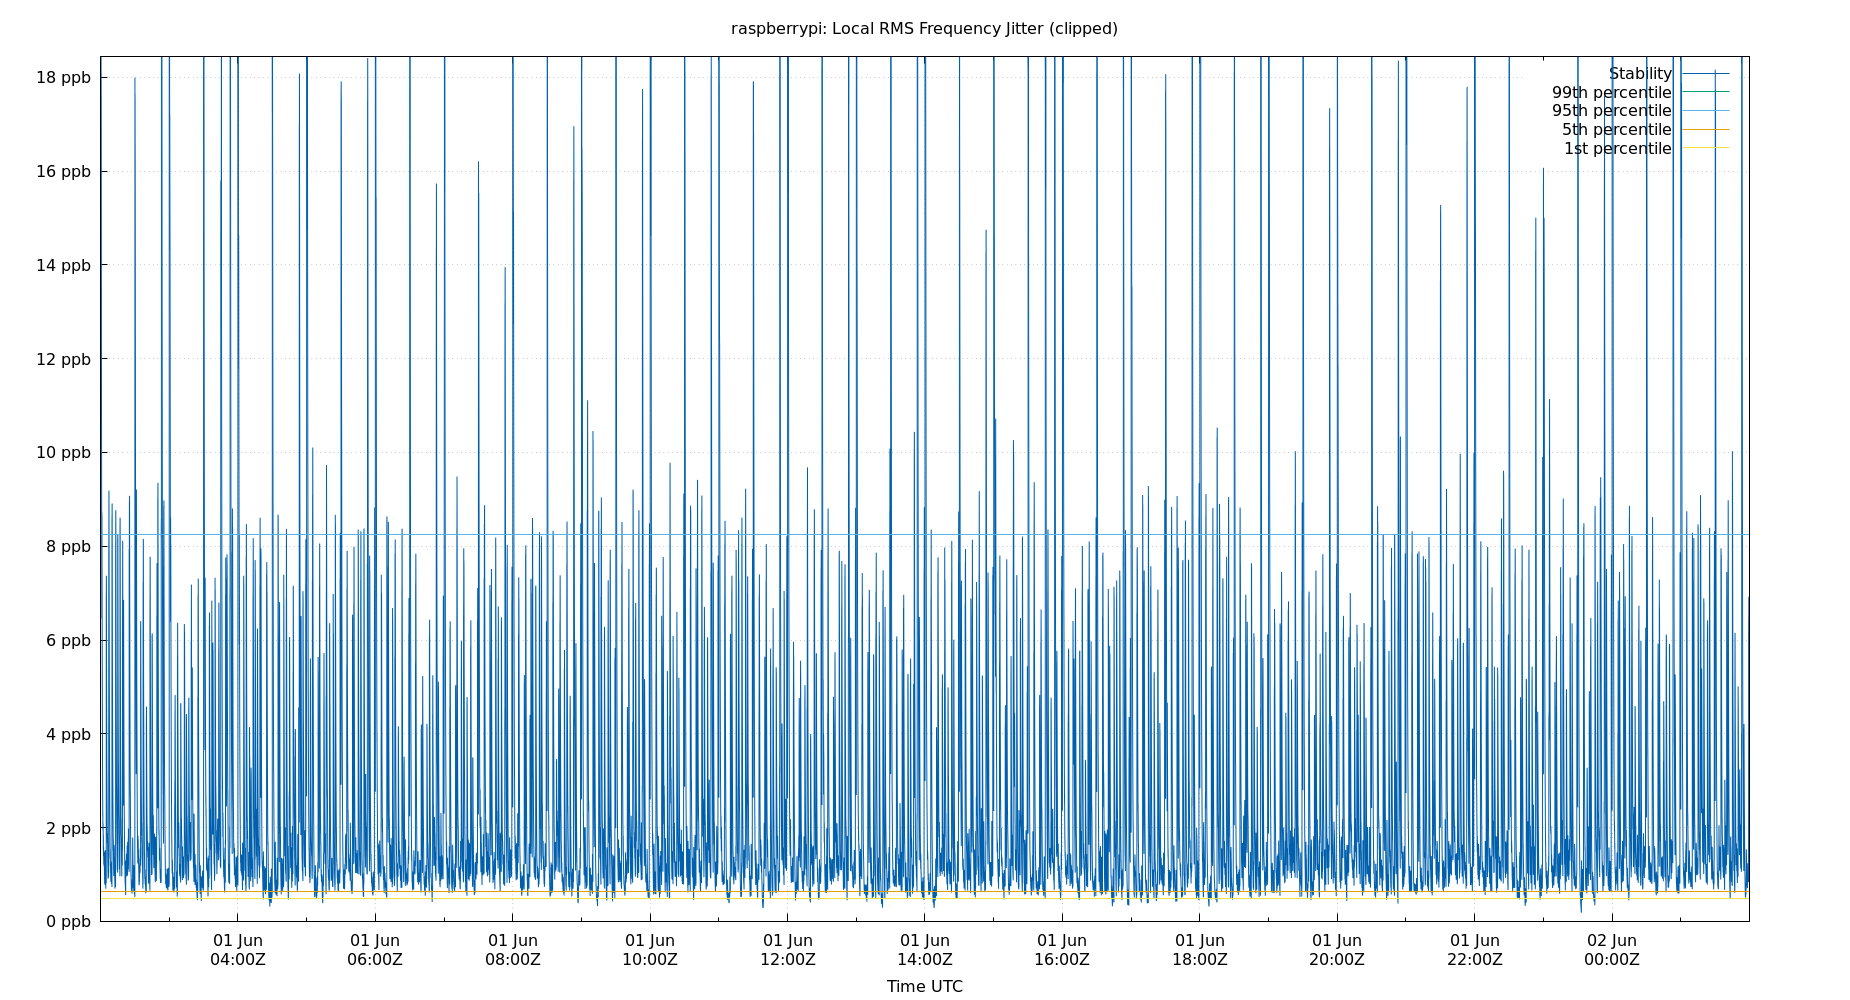 raspberrypi: Local RMS Frequency Jitter (clipped)
18 ppb
16 ppb
14 ppb
12 ppb
10 ppb
8 ppb
6 ppb
4 ppb
2 ppb
0 ppb
Stability
99th percentile
95th percentile
5th percentile
1st percentile
01 Jun 01 Jun 01 Jun 01 Jun 01 Jun 01 Jun 01 Jun 01 Jun 01 Jun 01 Jun 02 Jun
04:00Z 06:00Z 08:00Z 10:00Z 12:00Z 14:00Z 16:00Z 18:00Z 20:00Z 22:00Z 00:00Z
Time UTC